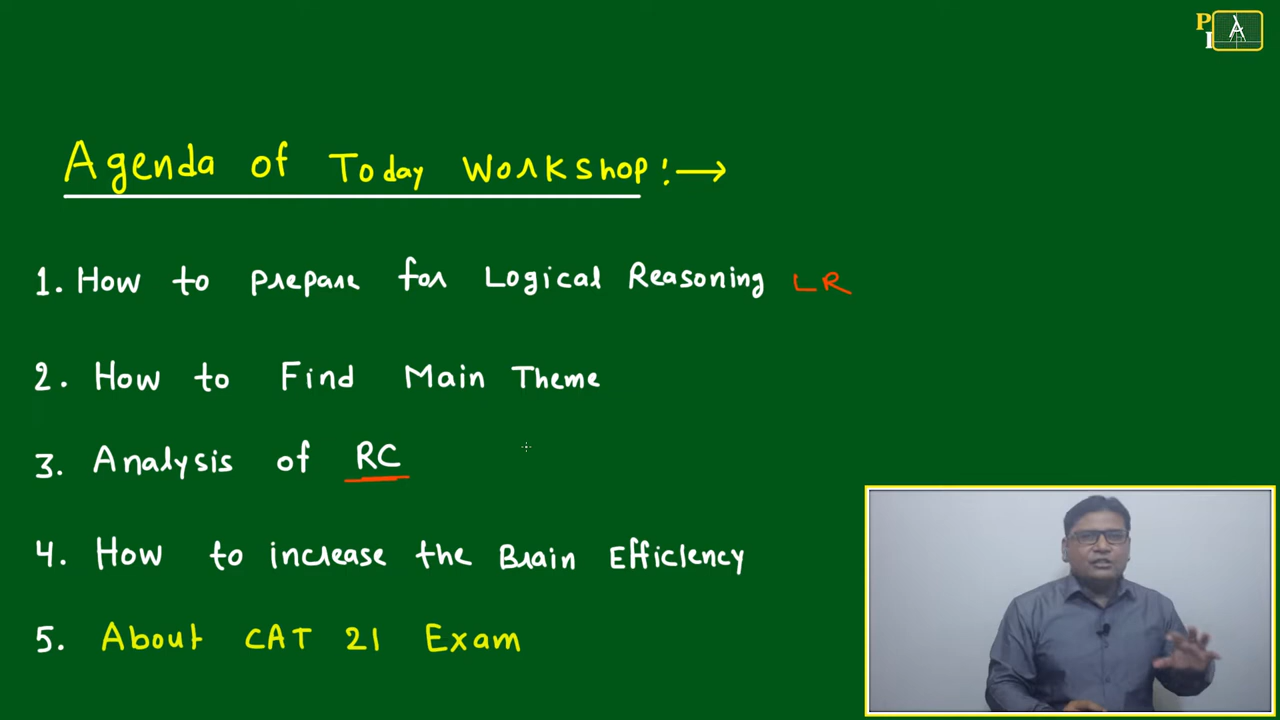 P
I
Agenda of Today Workshop!→
1. How to prepare for Logical Reasoning LR
2. How to Find Main Theme
3. Analysis of RC
4. How to increase the Brain Efficiency
5. About CAT 21 Exam